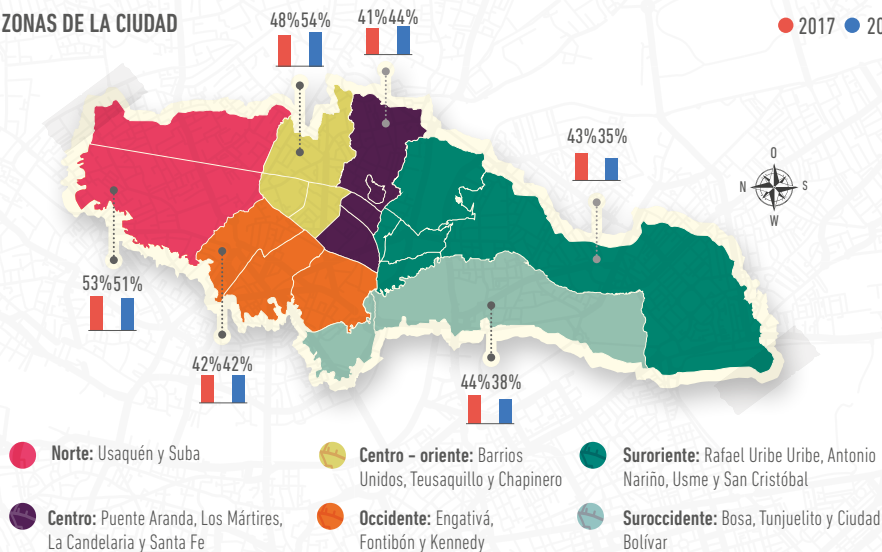 ZONAS DE LA CIUDAD
48% 54%
41% 44%
2017
43% 35%
O
N S
W
53% 51%
42% 42%
44% 38%
Norte: Usaquén y Suba
Centro - oriente: Barrios
Unidos, Teusaquillo y Chapinero
Suroriente: Rafael Uribe Uribe, Antonio
Nariño, Usme y San Cristóbal
Centro: Puente Aranda, Los Mártires,
La Candelaria y Santa Fe
Occidente: Engativá,
Fontibón y Kennedy
Suroccidente: Bosa, Tunjuelito y Ciudad
Bolívar